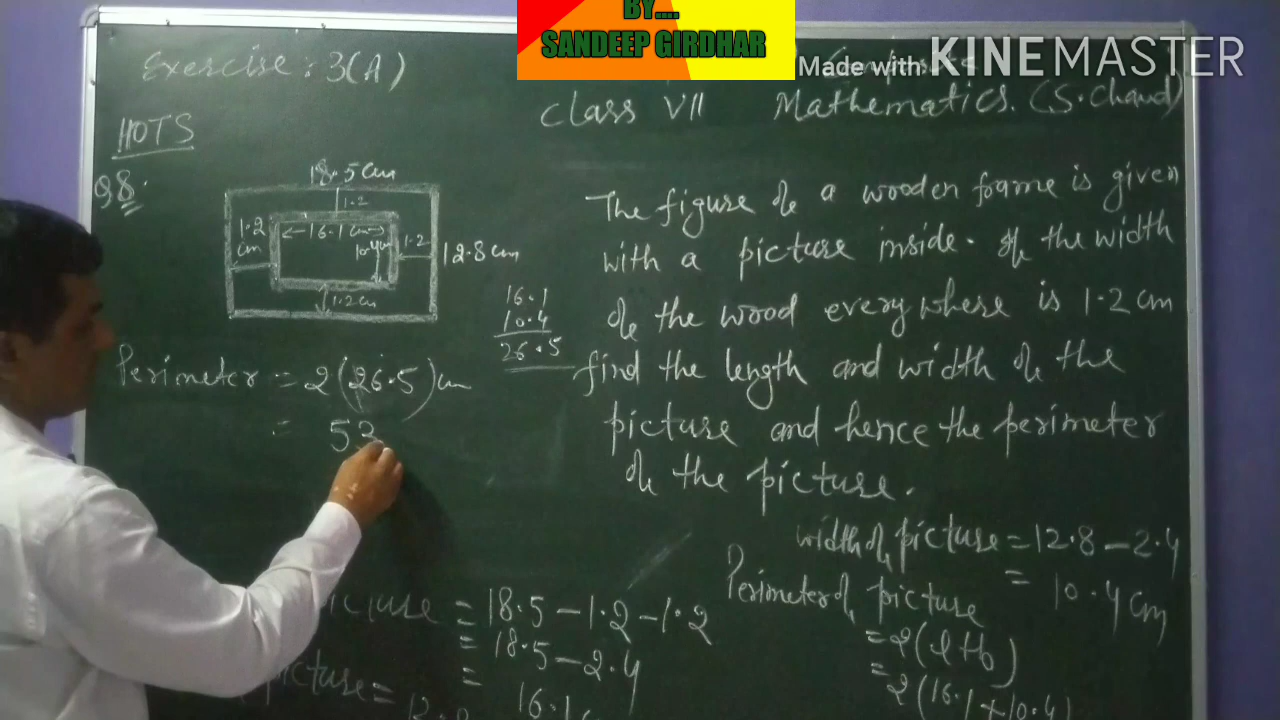 BY....
SANDEEP GIRDHAR
Made with KINEMASTER
Exercise : 3(A)
Class VII Mathematics. (S. Chand)
HOTS
Q8.
18.5 cm
1.2
1.2 cm
←16.1 cm→
10.4 cm
1.2
12.8 cm
1.2 cm
16.1
10.4
26.5
Perimeter = 2(26.5) cm
= 53
The figure of a wooden frame is given
with a picture inside. If the width
of the wood every where is 1.2 cm
find the length and width of the
picture and hence the perimeter
of the picture.
width of picture = 12.8 - 2.4
= 10.4 cm
Perimeter of picture
= 2(l+b)
= 2(16.1+10.4)
picture = 18.5 - 1.2 - 1.2
= 18.5 - 2.4
= 16.1
picture =